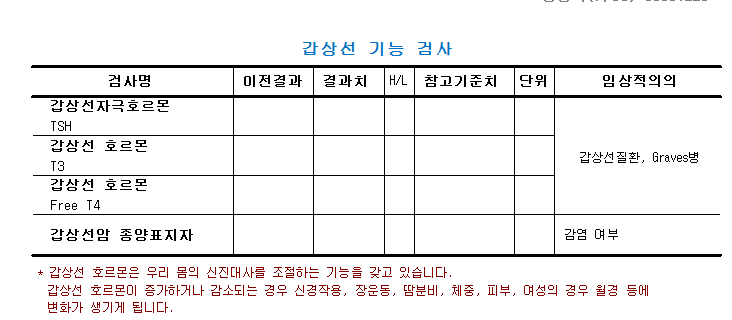 갑상선 기능 검사
검사명 이전결과 결과치 H/L 참고기준치 단위 임상적의의
갑상선자극호르몬
TSH
갑상선 호르몬
T3
갑상선질환, Graves병
갑상선 호르몬
Free T4
갑상선암 종양표지자 감염 여부
* 갑상선 호르몬은 우리 몸의 신진대사를 조절하는 기능을 갖고 있습니다.
갑상선 호르몬이 증가하거나 감소되는 경우 신경작용, 장운동, 땀분비, 체중, 피부, 여성의 경우 월경 등에
변화가 생기게 됩니다.